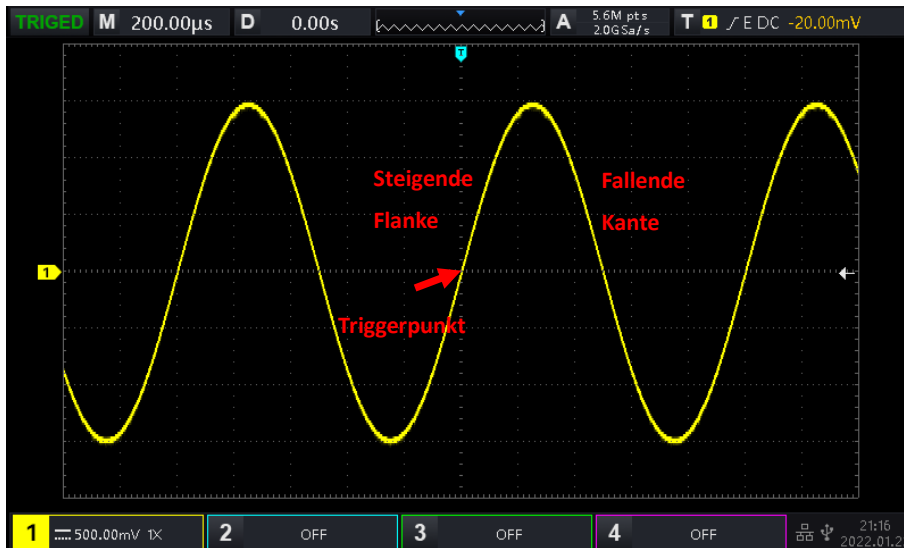 TRIGED M 200.00µs D 0.00s A 5.6M pts T 1 E DC -20.00mV
2.0GSa/s
T
Steigende Fallende
Flanke Kante
1
Triggerpunkt
1 500.00mV 1X 2 OFF 3 OFF 4 OFF 21:16
2022.01.2